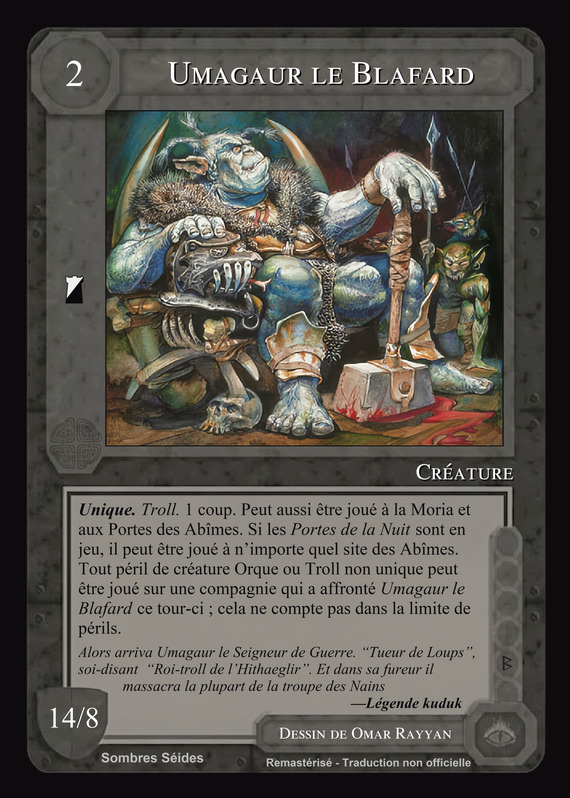 2
UMAGAUR LE BLAFARD
CRÉATURE
Unique. Troll. 1 coup. Peut aussi être joué à la Moria et
aux Portes des Abîmes. Si les Portes de la Nuit sont en
jeu, il peut être joué à n’importe quel site des Abîmes.
Tout péril de créature Orque ou Troll non unique peut
être joué sur une compagnie qui a affronté Umagaur le
Blafard ce tour-ci ; cela ne compte pas dans la limite de
périls.
Alors arriva Umagaur le Seigneur de Guerre. “Tueur de Loups”,
soi-disant “Roi-troll de l’Hithaeglir”. Et dans sa fureur il
massacra la plupart de la troupe des Nains
—Légende kuduk
14/8
DESSIN DE OMAR RAYYAN
Sombres Séides
Remastérisé - Traduction non officielle